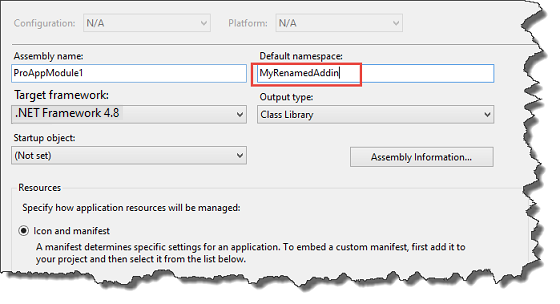 Configuration: N/A Platform: N/A
Assembly name: Default namespace:
ProAppModule1 MyRenamedAddin
Target framework: Output type:
.NET Framework 4.8 Class Library
Startup object:
(Not set) Assembly Information...
Resources
Specify how application resources will be managed:
Icon and manifest
A manifest determines specific settings for an application. To embed a custom manifest, first add it to
your project and then select it from the list below.